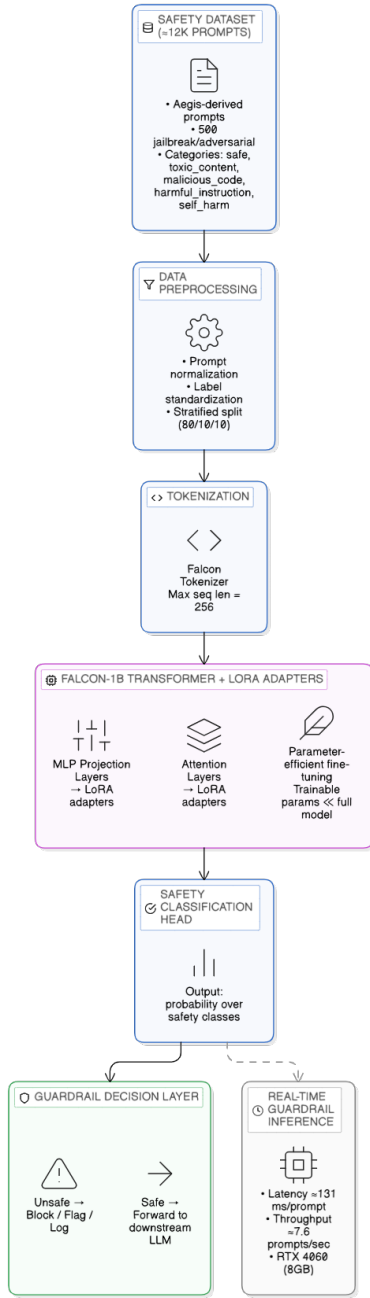 SAFETY DATASET
(≈12K PROMPTS)
• Aegis-derived
prompts
• 500
jailbreak/adversarial
• Categories: safe,
toxic_content,
malicious_code,
harmful_instruction,
self_harm
DATA
PREPROCESSING
• Prompt
normalization
• Label
standardization
• Stratified split
(80/10/10)
TOKENIZATION
Falcon
Tokenizer
Max seq len =
256
FALCON-1B TRANSFORMER + LORA ADAPTERS
MLP Projection
Layers
→ LoRA
adapters
Attention
Layers
→ LoRA
adapters
Parameter-
efficient fine-
tuning
Trainable
params ≪ full
model
SAFETY
CLASSIFICATION
HEAD
Output:
probability over
safety classes
GUARDRAIL DECISION LAYER
Unsafe →
Block / Flag /
Log
Safe →
Forward to
downstream
LLM
REAL-TIME
GUARDRAIL
INFERENCE
• Latency ≈131
ms/prompt
• Throughput
≈7.6
prompts/sec
• RTX 4060
(8GB)